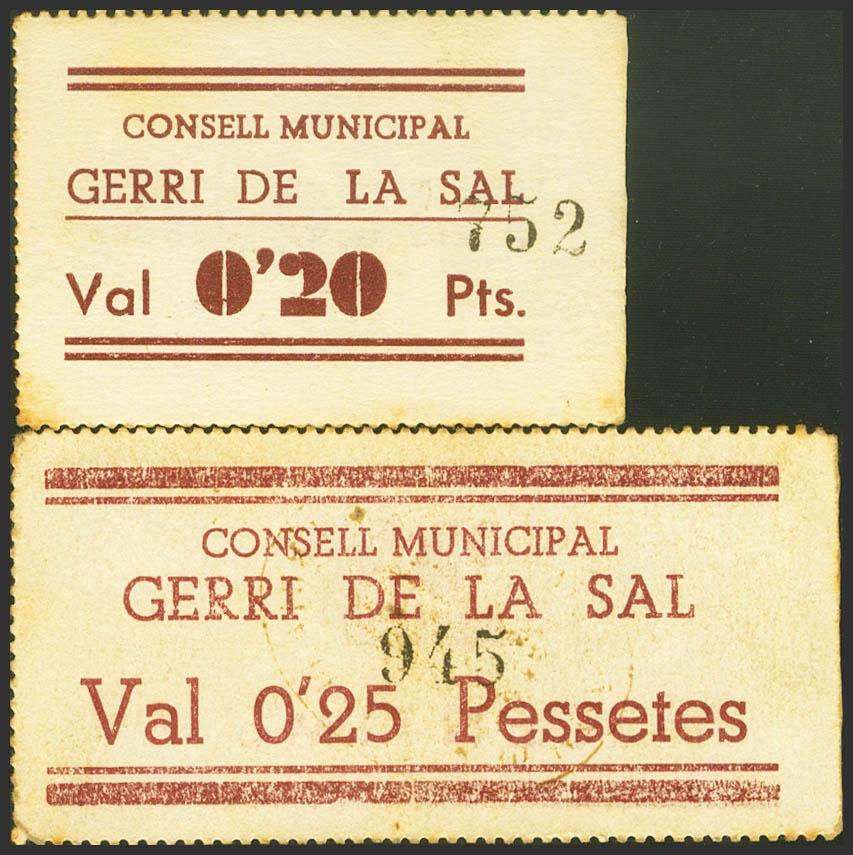 CONSELL MUNICIPAL
GERRI DE LA SAL
752
Val 0'20 Pts.
CONSELL MUNICIPAL
GERRI DE LA SAL
945
Val 0'25 Pessetes